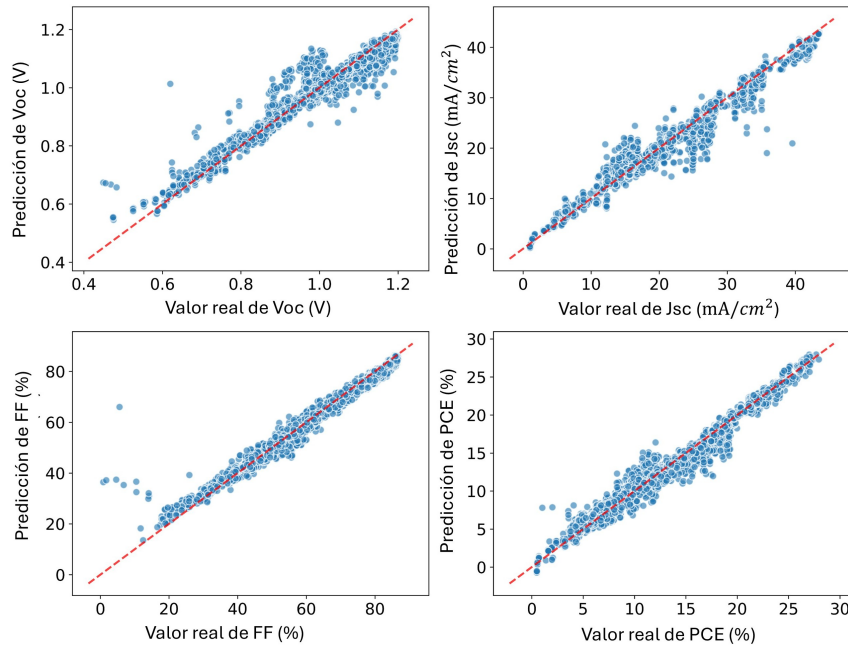 Predicción de Voc (V)
1.2
1.0
0.8
0.6
0.4
0.4 0.6 0.8 1.0 1.2
Valor real de Voc (V)
Predicción de Jsc (mA/cm²)
40
30
20
10
0
0 10 20 30 40
Valor real de Jsc (mA/cm²)
Predicción de FF (%)
80
60
40
20
0
0 20 40 60 80
Valor real de FF (%)
Predicción de PCE (%)
30
25
20
15
10
5
0
0 5 10 15 20 25 30
Valor real de PCE (%)